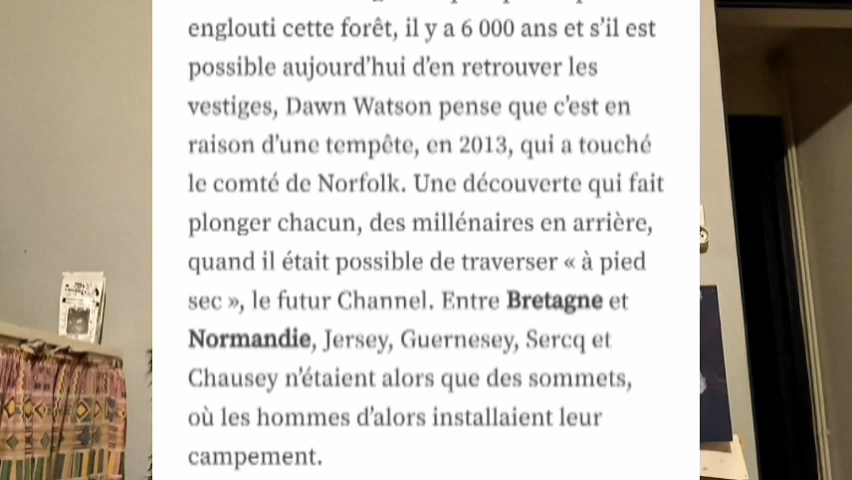 englouti cette forêt, il y a 6 000 ans et s'il est
possible aujourd'hui d'en retrouver les
vestiges, Dawn Watson pense que c'est en
raison d'une tempête, en 2013, qui a touché
le comté de Norfolk. Une découverte qui fait
plonger chacun, des millénaires en arrière,
quand il était possible de traverser « à pied
sec », le futur Channel. Entre Bretagne et
Normandie, Jersey, Guernesey, Sercq et
Chausey n'étaient alors que des sommets,
où les hommes d'alors installaient leur
campement.